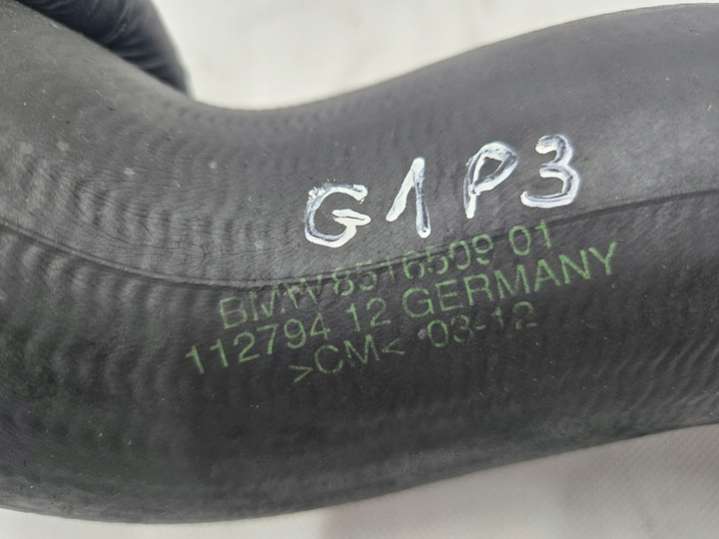 G1P3
BMW 8516509 01
112794 12 GERMANY
>CM< 03-12